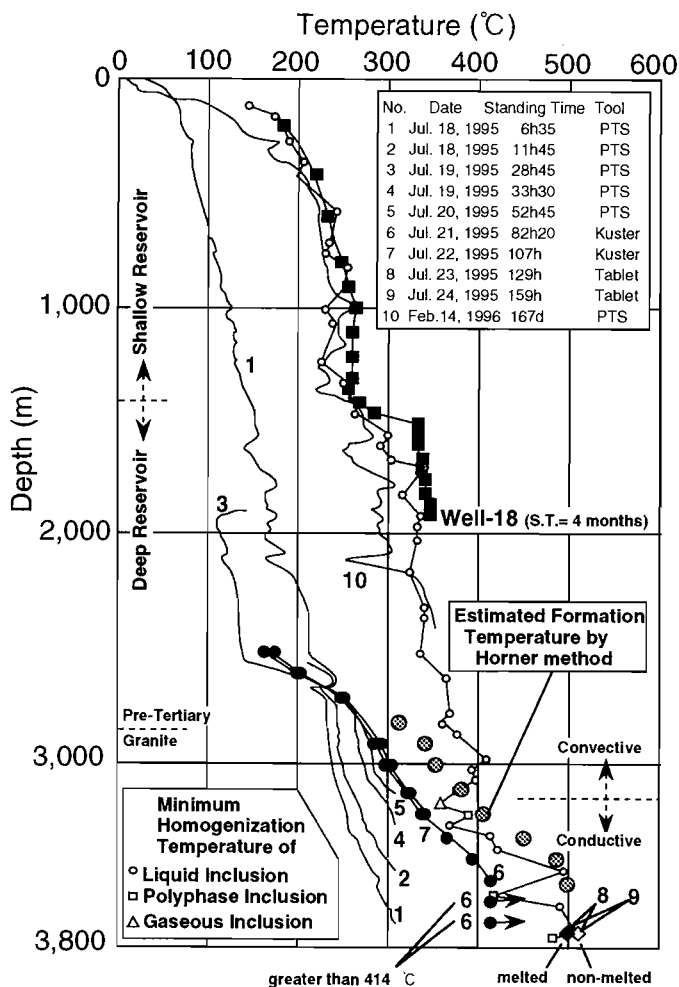 Temperature (℃)
0 100 200 300 400 500 600
0
1,000
2,000
3,000
3,800
Depth (m)
Shallow Reservoir
Deep Reservoir
No. Date Standing Time Tool
1 Jul. 18, 1995 6h35 PTS
2 Jul. 18, 1995 11h45 PTS
3 Jul. 19, 1995 28h45 PTS
4 Jul. 19, 1995 33h30 PTS
5 Jul. 20, 1995 52h45 PTS
6 Jul. 21, 1995 82h20 Kuster
7 Jul. 22, 1995 107h Kuster
8 Jul. 23, 1995 129h Tablet
9 Jul. 24, 1995 159h Tablet
10 Feb.14, 1996 167d PTS
1
3
Well-18 (S.T.= 4 months)
10
Estimated Formation
Temperature by
Horner method
Pre-Tertiary
Granite
Convective
Conductive
5
7
4
2
1
6
6
6
8
9
Minimum
Homogenization
Temperature of
Liquid Inclusion
Polyphase Inclusion
Gaseous Inclusion
greater than 414 ℃
melted
non-melted